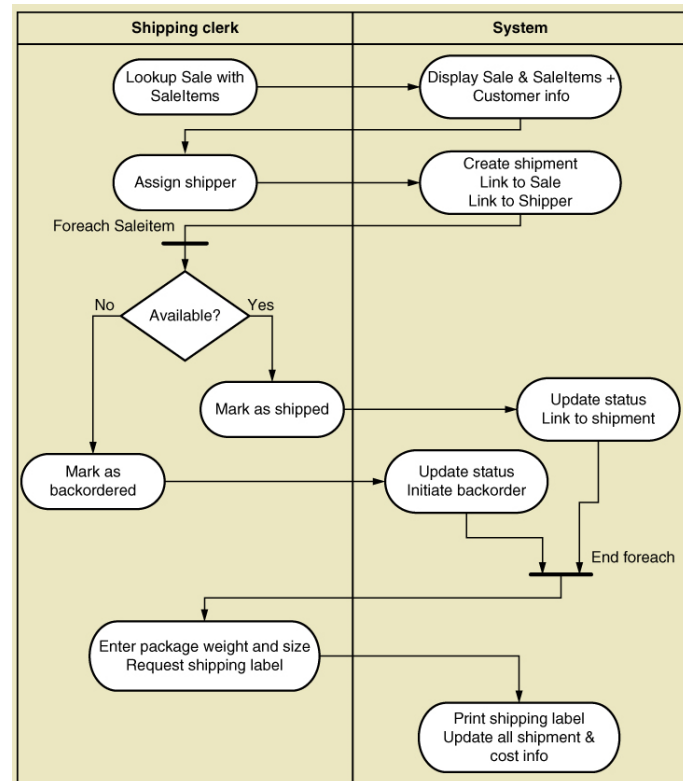 Shipping clerk
System
Lookup Sale with
SaleItems
Display Sale & SaleItems +
Customer info
Assign shipper
Create shipment
Link to Sale
Link to Shipper
Foreach Saleitem
No
Available?
Yes
Mark as shipped
Update status
Link to shipment
Mark as
backordered
Update status
Initiate backorder
End foreach
Enter package weight and size
Request shipping label
Print shipping label
Update all shipment &
cost info